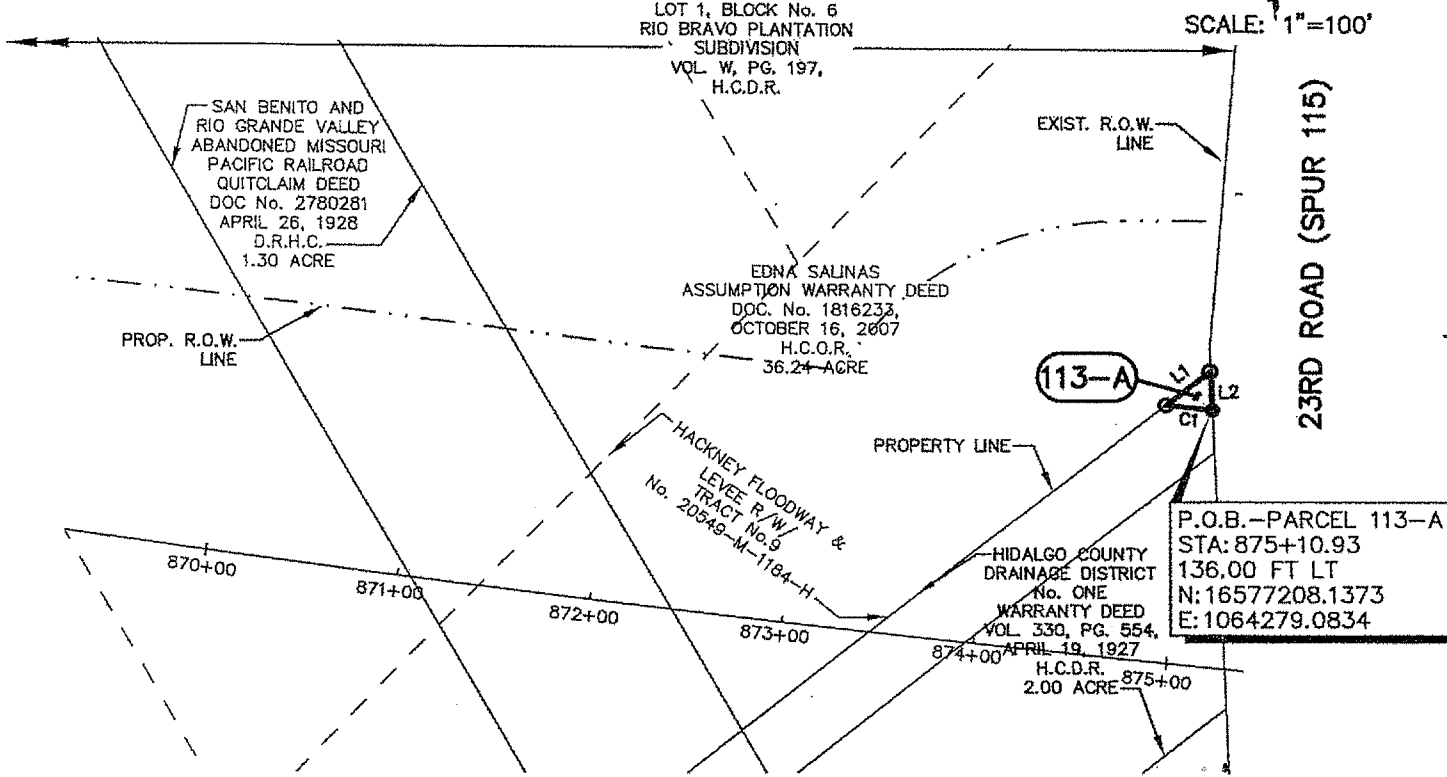 LOT 1, BLOCK No. 6
RIO BRAVO PLANTATION
SUBDIVISION
VOL. W, PG. 197,
H.C.D.R.
SCALE: 1"=100'
SAN BENITO AND
RIO GRANDE VALLEY
ABANDONED MISSOURI
PACIFIC RAILROAD
QUITCLAIM DEED
DOC No. 2780281
APRIL 26, 1928
D.R.H.C.
1.30 ACRE
EXIST. R.O.W.
LINE
23RD ROAD (SPUR 115)
EDNA SALINAS
ASSUMPTION WARRANTY DEED
DOC. No. 1816233,
OCTOBER 16, 2007
H.C.O.R.
36.24 ACRE
PROP. R.O.W.
LINE
113-A
L1
L2
C1
PROPERTY LINE
HACKNEY FLOODWAY &
LEVEE R/W/
TRACT No.9
No. 20549-M-1184-H
P.O.B.-PARCEL 113-A
STA: 875+10.93
136.00 FT LT
N:16577208.1373
E:1064279.0834
HIDALGO COUNTY
DRAINAGE DISTRICT
No. ONE
WARRANTY DEED
VOL. 330, PG. 554,
APRIL 19, 1927
H.C.D.R.
2.00 ACRE
870+00
871+00
872+00
873+00
874+00
875+00